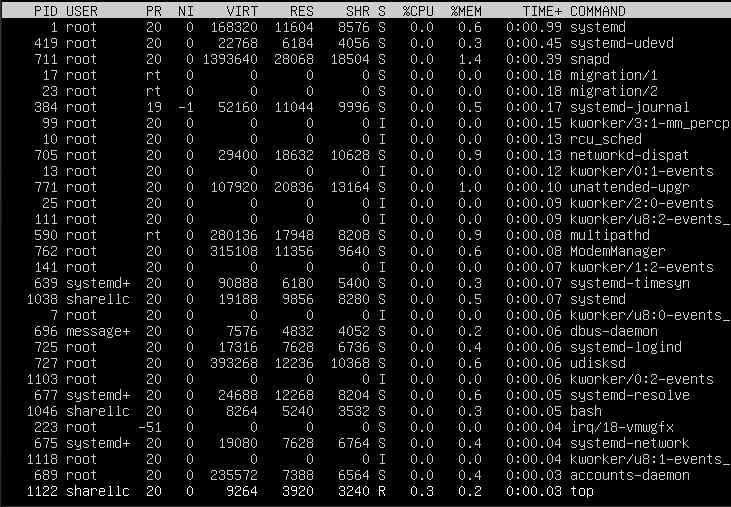 PID USER PR NI VIRT RES SHR S %CPU %MEM TIME+ COMMAND
1 root 20 0 168320 11604 8576 S 0.0 0.6 0:00.99 systemd
419 root 20 0 22768 6184 4056 S 0.0 0.3 0:00.45 systemd-udevd
711 root 20 0 1393640 28068 18504 S 0.0 1.4 0:00.39 snapd
17 root rt 0 0 0 0 S 0.0 0.0 0:00.18 migration/1
23 root rt 0 0 0 0 S 0.0 0.0 0:00.18 migration/2
384 root 19 -1 52160 11044 9996 S 0.0 0.5 0:00.17 systemd-journal
99 root 20 0 0 0 0 I 0.0 0.0 0:00.15 kworker/3:1-mm_percp
10 root 20 0 0 0 0 I 0.0 0.0 0:00.13 rcu_sched
705 root 20 0 29400 18632 10628 S 0.0 0.9 0:00.13 networkd-dispat
13 root 20 0 0 0 0 I 0.0 0.0 0:00.12 kworker/0:1-events
771 root 20 0 107920 20836 13164 S 0.0 1.0 0:00.10 unattended-upgr
25 root 20 0 0 0 0 I 0.0 0.0 0:00.09 kworker/2:0-events
111 root 20 0 0 0 0 I 0.0 0.0 0:00.09 kworker/u8:2-events_
590 root rt 0 280136 17948 8208 S 0.0 0.9 0:00.08 multipathd
762 root 20 0 315108 11356 9640 S 0.0 0.6 0:00.08 ModemManager
141 root 20 0 0 0 0 I 0.0 0.0 0:00.07 kworker/1:2-events
639 systemd+ 20 0 90888 6180 5400 S 0.0 0.3 0:00.07 systemd-timesyn
1038 sharellc 20 0 19188 9856 8280 S 0.0 0.5 0:00.07 systemd
7 root 20 0 0 0 0 I 0.0 0.0 0:00.06 kworker/u8:0-events_
696 message+ 20 0 7576 4832 4052 S 0.0 0.2 0:00.06 dbus-daemon
725 root 20 0 17316 7628 6736 S 0.0 0.4 0:00.06 systemd-logind
727 root 20 0 393268 12236 10368 S 0.0 0.6 0:00.06 udisksd
1103 root 20 0 0 0 0 I 0.0 0.0 0:00.06 kworker/0:2-events
677 systemd+ 20 0 24688 12268 8204 S 0.0 0.6 0:00.05 systemd-resolve
1046 sharellc 20 0 8264 5240 3532 S 0.0 0.3 0:00.05 bash
223 root -51 0 0 0 0 S 0.0 0.0 0:00.04 irq/18-vmwgfx
675 systemd+ 20 0 19080 7628 6764 S 0.0 0.4 0:00.04 systemd-network
1118 root 20 0 0 0 0 I 0.0 0.0 0:00.04 kworker/u8:1-events_
689 root 20 0 235572 7388 6564 S 0.0 0.4 0:00.03 accounts-daemon
1122 sharellc 20 0 9264 3920 3240 R 0.3 0.2 0:00.03 top